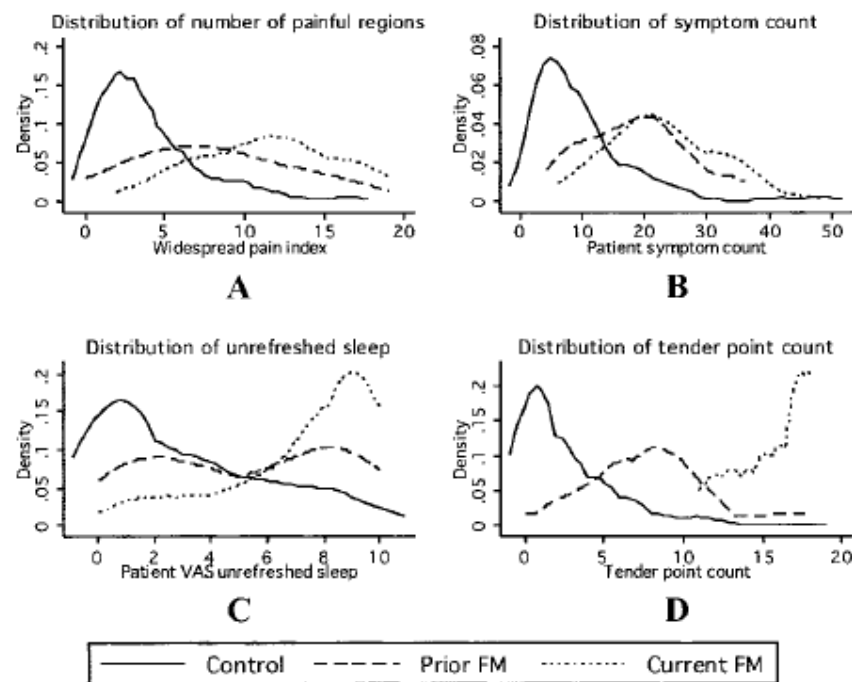 Distribution of number of painful regions
Density
0 .05 .1 .15 .2
0 5 10 15 20
Widespread pain index
A
Distribution of symptom count
Density
0 .02 .04 .06 .08
0 10 20 30 40 50
Patient symptom count
B
Distribution of unrefreshed sleep
Density
0 .05 .1 .15 .2
0 2 4 6 8 10
Patient VAS unrefreshed sleep
C
Distribution of tender point count
Density
0 .05 .1 .15 .2
0 5 10 15 20
Tender point count
D
Control Prior FM Current FM